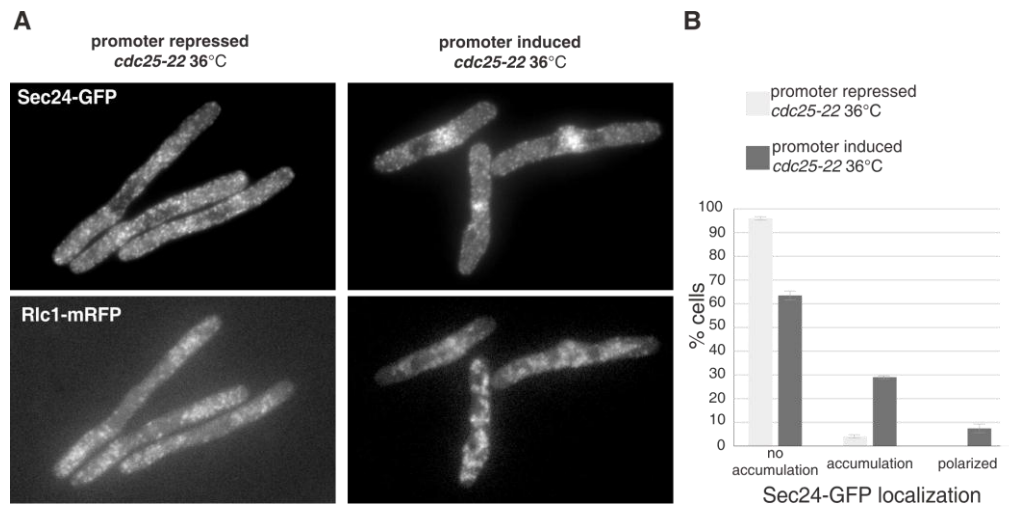 A
promoter repressed
cdc25-22 36°C
promoter induced
cdc25-22 36°C
Sec24-GFP
Rlc1-mRFP
B
promoter repressed
cdc25-22 36°C
promoter induced
cdc25-22 36°C
% cells
100
90
80
70
60
50
40
30
20
10
0
no
accumulation
accumulation
polarized
Sec24-GFP localization